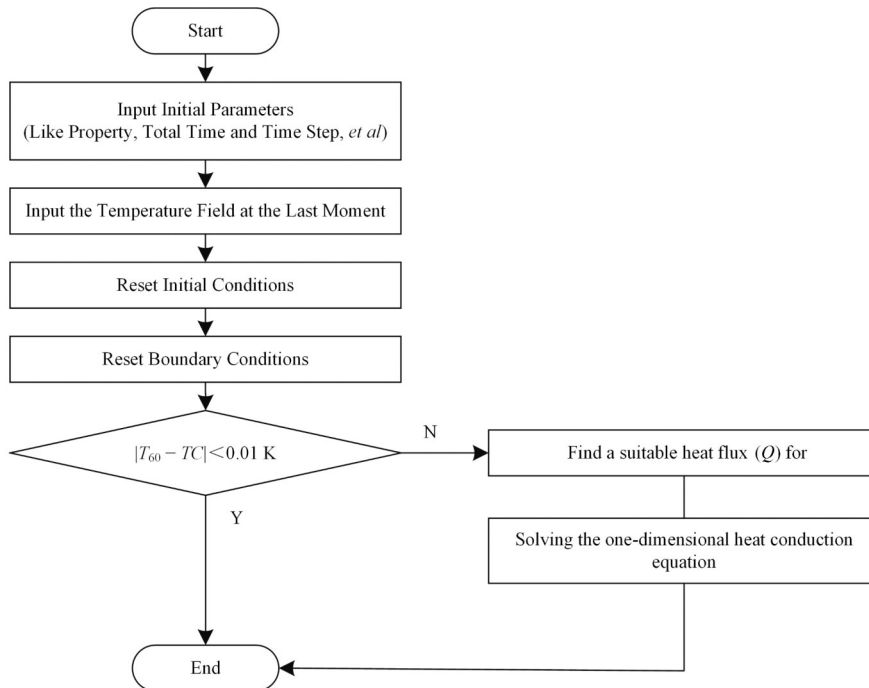 Start
Input Initial Parameters
(Like Property, Total Time and Time Step, et al)
Input the Temperature Field at the Last Moment
Reset Initial Conditions
Reset Boundary Conditions
|T₆₀ − TC|＜0.01 K
N
Find a suitable heat flux (Q) for
Y
Solving the one-dimensional heat conduction
equation
End